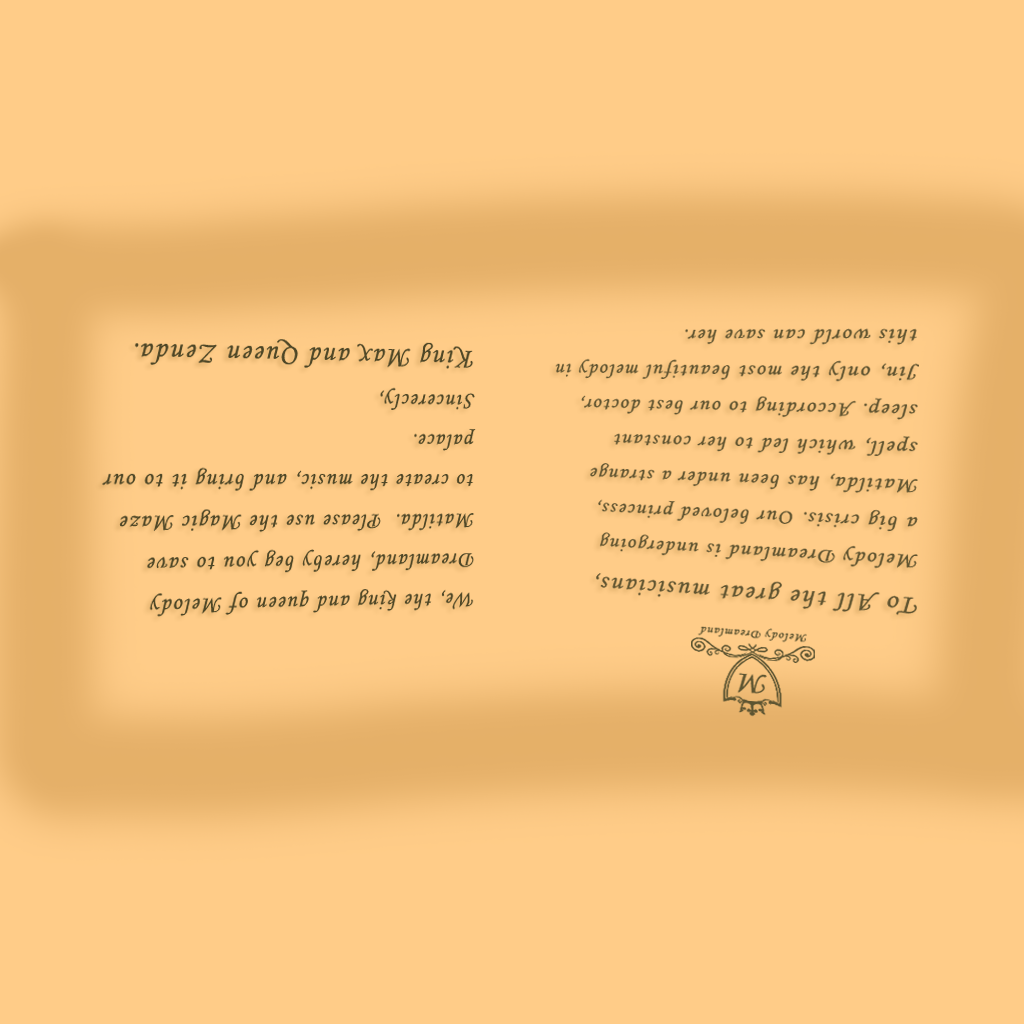 M
Melody Dreamland
To All the great musicians,
Melody Dreamland is undergoing
a big crisis. Our beloved princess,
Matilda, has been under a strange
spell, which led to her constant
sleep. According to our best doctor,
Jin, only the most beautiful melody in
this world can save her.
We, the king and queen of Melody
Dreamland, hereby beg you to save
Matilda. Please use the Magic Maze
to create the music, and bring it to our
palace.
Sincerecly,
King Max and Queen Zenda.